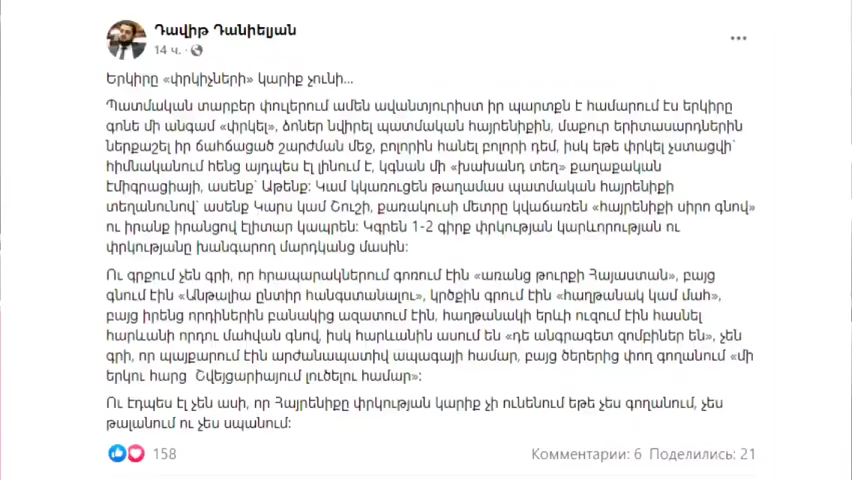 Դավիթ Դանիելյան
14 ч. ·
Երկիրը «փրկիչների» կարիք չունի...
Պատմական տարբեր փուլերում ամեն ավանտյուրիստ իր պարտքն է համարում էս երկիրը
գոնե մի անգամ «փրկել», ձոներ նվիրել պատմական հայրենիքին, մաքուր երիտասարդներին
ներքաշել իր ճահճացած շարժման մեջ, բոլորին հանել բոլորի դեմ, իսկ եթե փրկել չստացվի՝
հիմնականում հենց այդպես էլ լինում է, կգնան մի «խախանդ տեղ» քաղաքական
էմիգրացիայի, ասենք՝ Աթենք: Կամ կկառուցեն թաղամաս պատմական հայրենիքի
տեղանունով՝ ասենք Կարս կամ Շուշի, քառակուսի մետրը կվաճառեն «հայրենիքի սիրո գնով»
ու իրանք իրանցով էլիտար կապրեն: Կգրեն 1-2 գիրք փրկության կարևորության ու
փրկությանը խանգարող մարդկանց մասին:
Ու գրքում չեն գրի, որ հրապարակներում գոռում էին «առանց թուրքի Հայաստան», բայց
գնում էին «Անթալիա ընտիր հանգստանալու», կրծքին գրում էին «հաղթանակ կամ մահ»,
բայց իրենց որդիներին բանակից ազատում էին, հաղթանակի երևի ուզում էին հասնել
հարևանի որդու մահվան գնով, իսկ հարևանին ասում են «դե անգրագետ զոմբիներ են», չեն
գրի, որ պայքարում էին արժանապատիվ ապագայի համար, բայց ծերերից փող գողանում «մի
երկու հարց Շվեյցարիայում լուծելու համար»:
Ու էդպես էլ չեն ասի, որ Հայրենիքը փրկության կարիք չի ունենում եթե չես գողանում, չես
թալանում ու չես սպանում:
158
Комментарии: 6 Поделились: 21